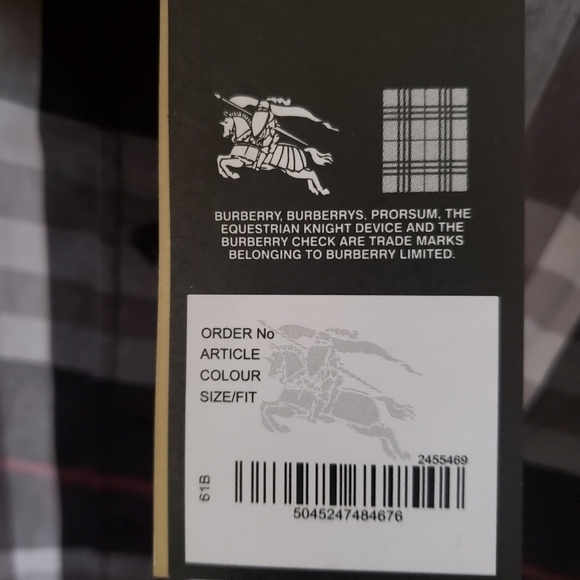 BURBERRY, BURBERRYS, PRORSUM, THE
EQUESTRIAN KNIGHT DEVICE AND THE
BURBERRY CHECK ARE TRADE MARKS
BELONGING TO BURBERRY LIMITED.
ORDER No
ARTICLE
COLOUR
SIZE/FIT
2455469
61B
5045247484676